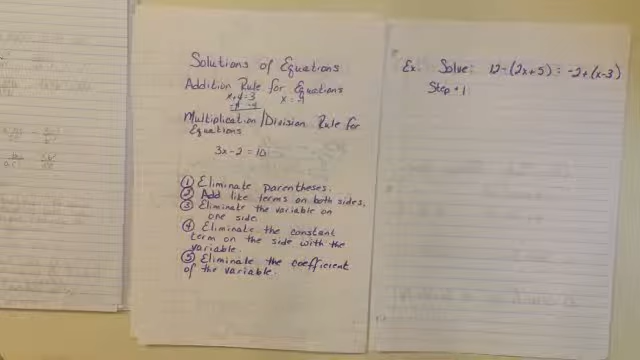 Solutions of Equations
Addition Rule for Equations
x+4=3
-4 -4
x = -1
Multiplication/Division Rule for
Equations
3x-2=10
① Eliminate parentheses.
② Add like terms on both sides.
③ Eliminate the variable on
one side.
④ Eliminate the constant
term on the side with the
variable.
⑤ Eliminate the coefficient
of the variable.
Ex. Solve: 12-(2x+5) = -2+(x-3)
Step 1